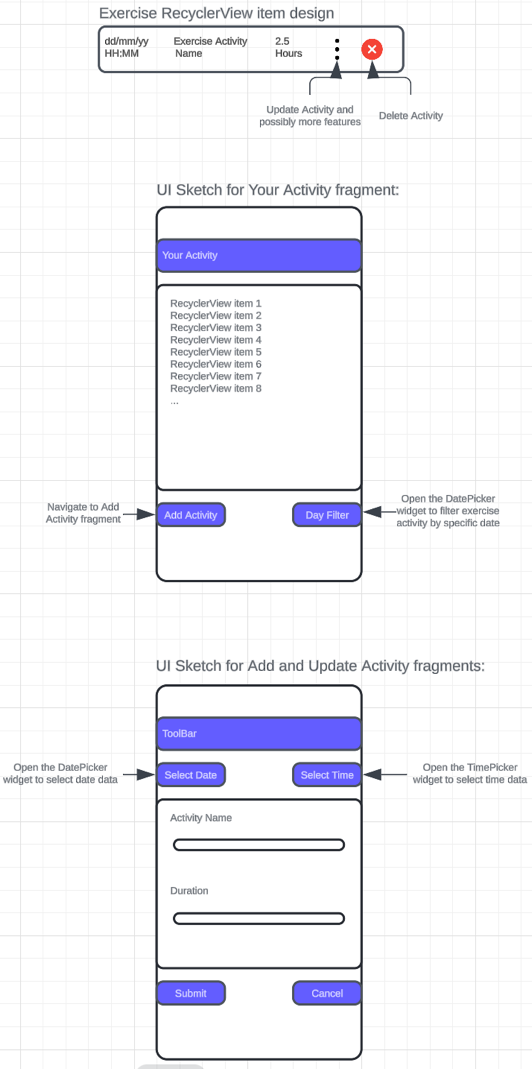 Exercise RecyclerView item design
dd/mm/yy Exercise Activity 2.5
HH:MM Name Hours
Update Activity and
possibly more features
Delete Activity
UI Sketch for Your Activity fragment:
Your Activity
RecyclerView item 1
RecyclerView item 2
RecyclerView item 3
RecyclerView item 4
RecyclerView item 5
RecyclerView item 6
RecyclerView item 7
RecyclerView item 8
...
Navigate to Add
Activity fragment
Add Activity
Day Filter
Open the DatePicker
widget to filter exercise
activity by specific date
UI Sketch for Add and Update Activity fragments:
ToolBar
Open the DatePicker
widget to select date data
Select Date
Select Time
Open the TimePicker
widget to select time data
Activity Name
Duration
Submit
Cancel